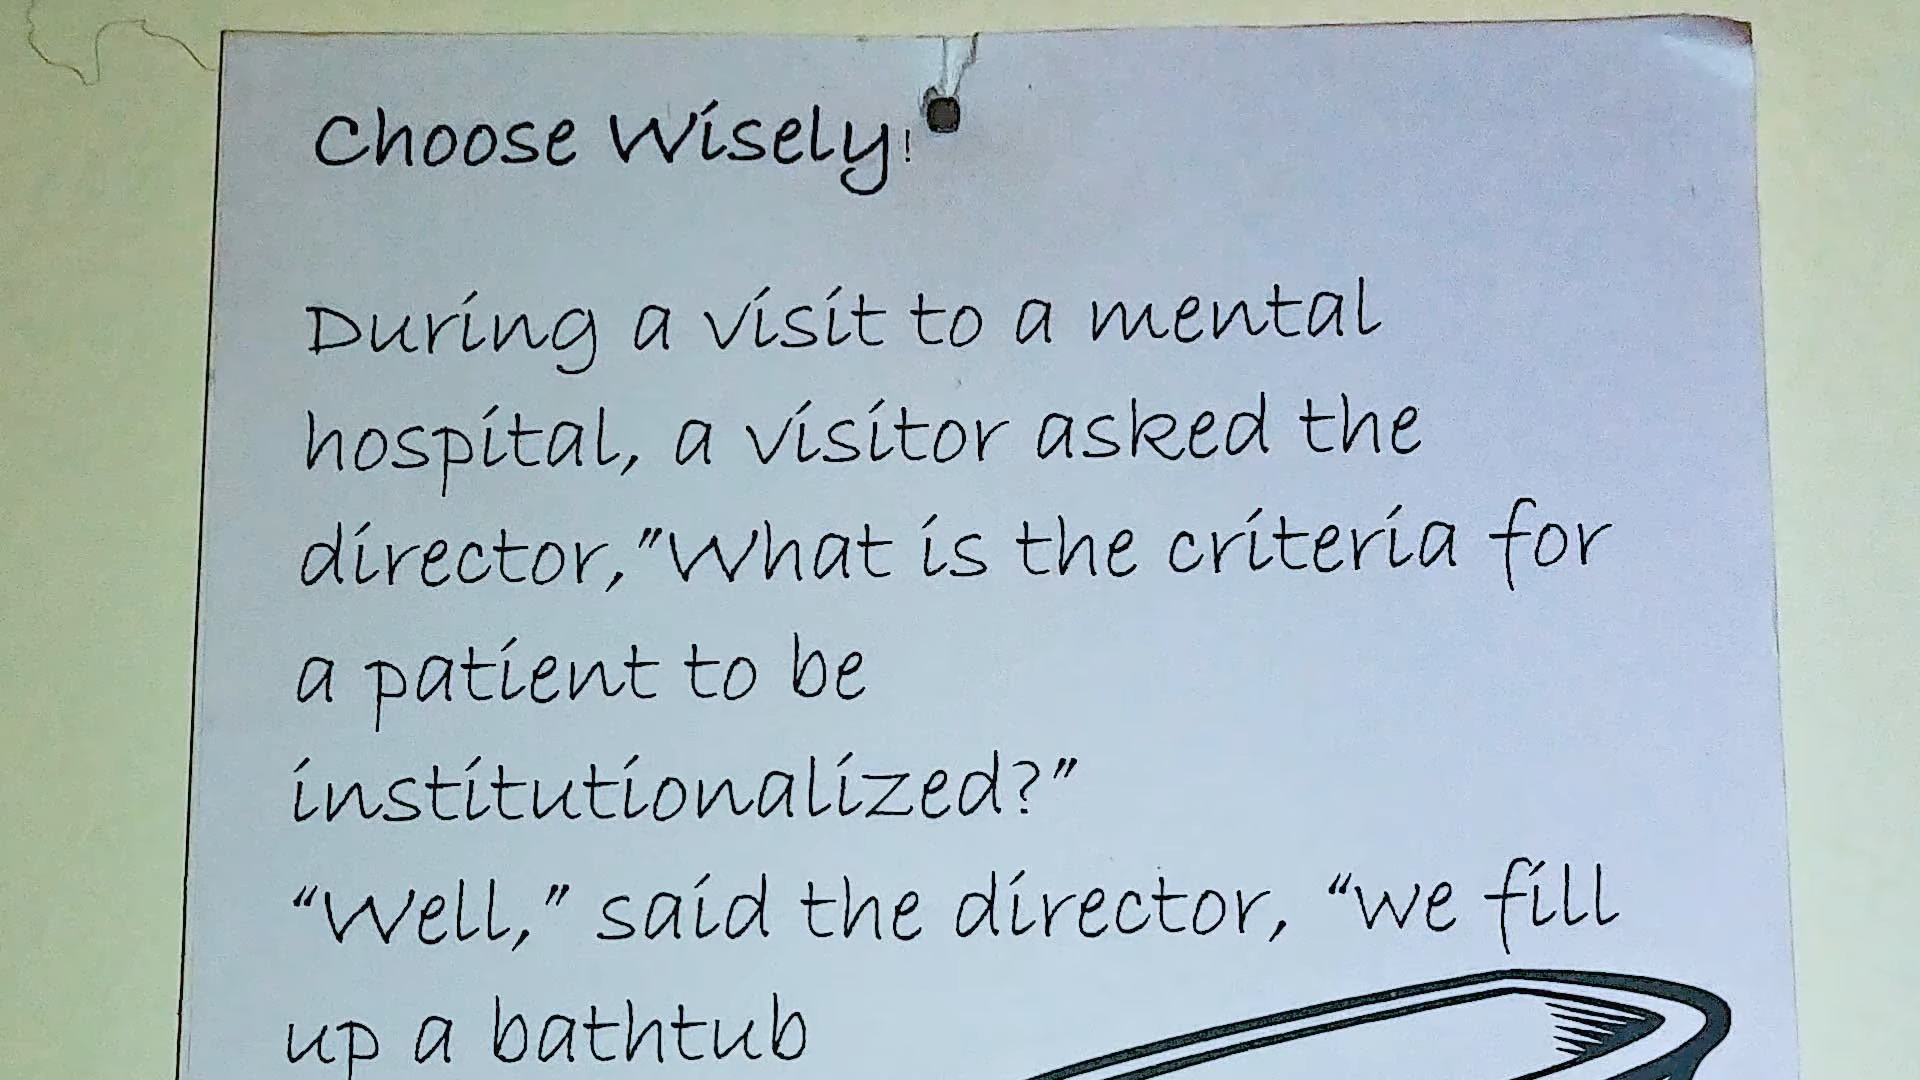 Choose Wisely!
During a visit to a mental
hospital, a visitor asked the
director,"What is the criteria for
a patient to be
institutionalized?"
"Well," said the director, "we fill
up a bathtub